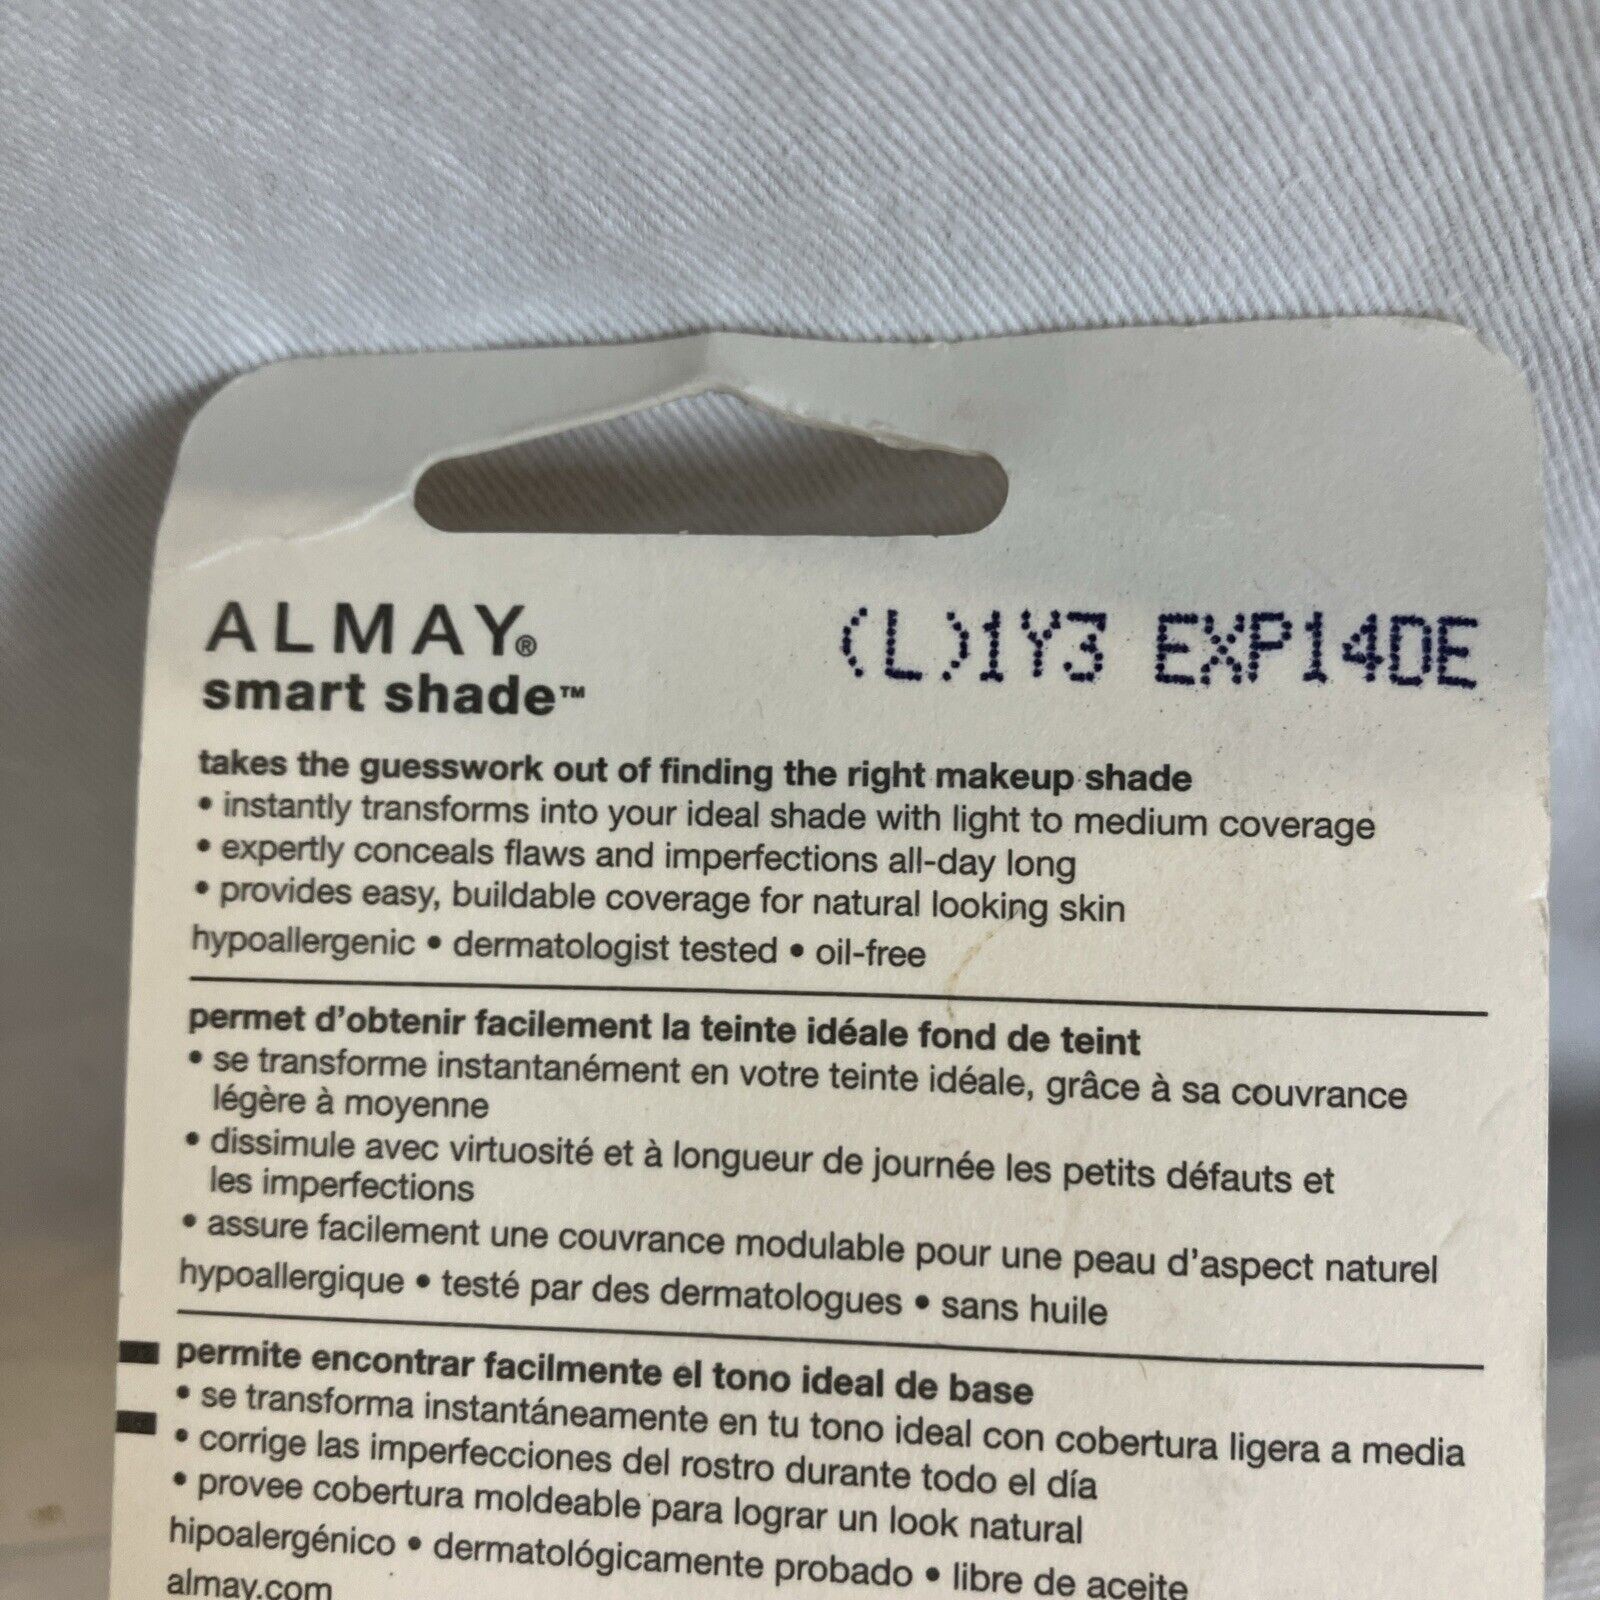 ALMAY®
(L)1Y3 EXP14DE
smart shade™
takes the guesswork out of finding the right makeup shade
• instantly transforms into your ideal shade with light to medium coverage
• expertly conceals flaws and imperfections all-day long
• provides easy, buildable coverage for natural looking skin
hypoallergenic • dermatologist tested • oil-free
permet d'obtenir facilement la teinte idéale fond de teint
• se transforme instantanément en votre teinte idéale, grâce à sa couvrance
légère à moyenne
• dissimule avec virtuosité et à longueur de journée les petits défauts et
les imperfections
• assure facilement une couvrance modulable pour une peau d'aspect naturel
hypoallergique • testé par des dermatologues • sans huile
permite encontrar facilmente el tono ideal de base
• se transforma instantáneamente en tu tono ideal con cobertura ligera a media
• corrige las imperfecciones del rostro durante todo el día
• provee cobertura moldeable para lograr un look natural
hipoalergénico • dermatológicamente probado • libre de aceite
almay.com